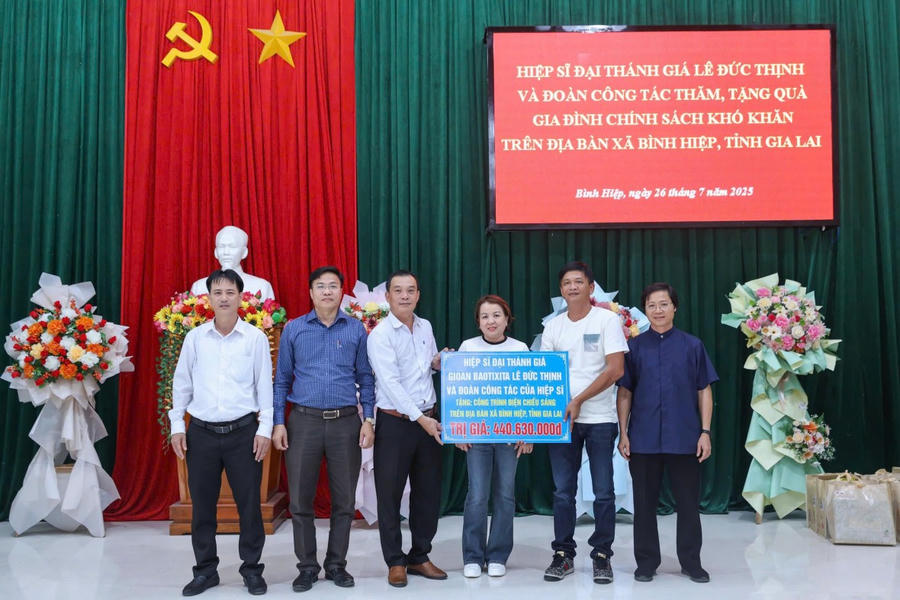 HIỆP SĨ ĐẠI THÁNH GIÁ LÊ ĐỨC THỊNH
VÀ ĐOÀN CÔNG TÁC THĂM, TẶNG QUÀ
GIA ĐÌNH CHÍNH SÁCH KHÓ KHĂN
TRÊN ĐỊA BÀN XÃ BÌNH HIỆP, TỈNH GIA LAI
Bình Hiệp, ngày 26 tháng 7 năm 2025
HIỆP SĨ ĐẠI THÁNH GIÁ
GIOAN BAOTIXITA LÊ ĐỨC THỊNH
VÀ ĐOÀN CÔNG TÁC CỦA HIỆP SĨ
TẶNG: CÔNG TRÌNH ĐIỆN CHIẾU SÁNG
TRÊN ĐỊA BÀN XÃ BÌNH HIỆP, TỈNH GIA LAI
TRỊ GIÁ: 440.630.000đ